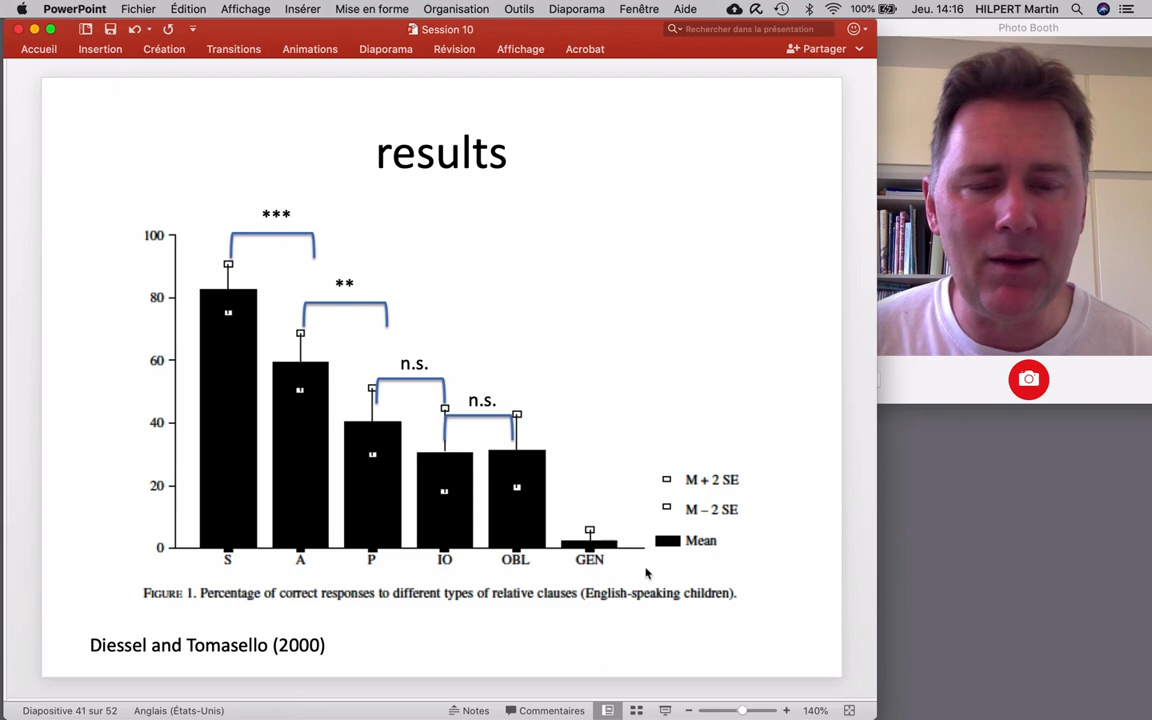 PowerPoint Fichier Édition Affichage Insérer Mise en forme Organisation Outils Diaporama Fenêtre Aide 100% Jeu. 14:16 HILPERT Martin
Session 10
Rechercher dans la présentation
Photo Booth
Accueil Insertion Création Transitions Animations Diaporama Révision Affichage Acrobat Partager
results
***
**
n.s.
n.s.
100
80
60
40
20
0
S A P IO OBL GEN
M + 2 SE
M – 2 SE
Mean
FIGURE 1. Percentage of correct responses to different types of relative clauses (English-speaking children).
Diessel and Tomasello (2000)
Diapositive 41 sur 52 Anglais (États-Unis) Notes Commentaires 140%